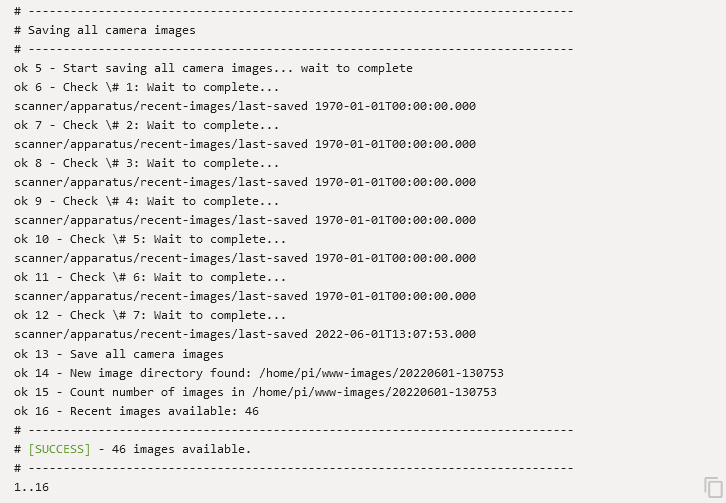 # ------------------------------------------------------------------------------
# Saving all camera images
# ------------------------------------------------------------------------------
ok 5 - Start saving all camera images... wait to complete
ok 6 - Check \# 1: Wait to complete...
scanner/apparatus/recent-images/last-saved 1970-01-01T00:00:00.000
ok 7 - Check \# 2: Wait to complete...
scanner/apparatus/recent-images/last-saved 1970-01-01T00:00:00.000
ok 8 - Check \# 3: Wait to complete...
scanner/apparatus/recent-images/last-saved 1970-01-01T00:00:00.000
ok 9 - Check \# 4: Wait to complete...
scanner/apparatus/recent-images/last-saved 1970-01-01T00:00:00.000
ok 10 - Check \# 5: Wait to complete...
scanner/apparatus/recent-images/last-saved 1970-01-01T00:00:00.000
ok 11 - Check \# 6: Wait to complete...
scanner/apparatus/recent-images/last-saved 1970-01-01T00:00:00.000
ok 12 - Check \# 7: Wait to complete...
scanner/apparatus/recent-images/last-saved 2022-06-01T13:07:53.000
ok 13 - Save all camera images
ok 14 - New image directory found: /home/pi/www-images/20220601-130753
ok 15 - Count number of images in /home/pi/www-images/20220601-130753
ok 16 - Recent images available: 46
# ------------------------------------------------------------------------------
# [SUCCESS] - 46 images available.
# ------------------------------------------------------------------------------
1..16